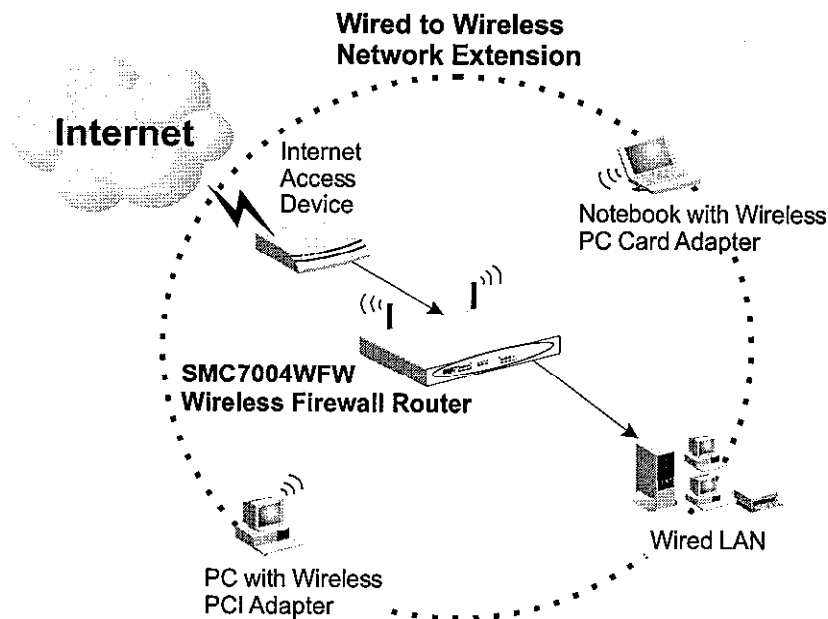 Wired to Wireless
Network Extension
Internet
Internet
Access
Device
Notebook with Wireless
PC Card Adapter
SMC7004WFW
Wireless Firewall Router
Wired LAN
PC with Wireless
PCI Adapter